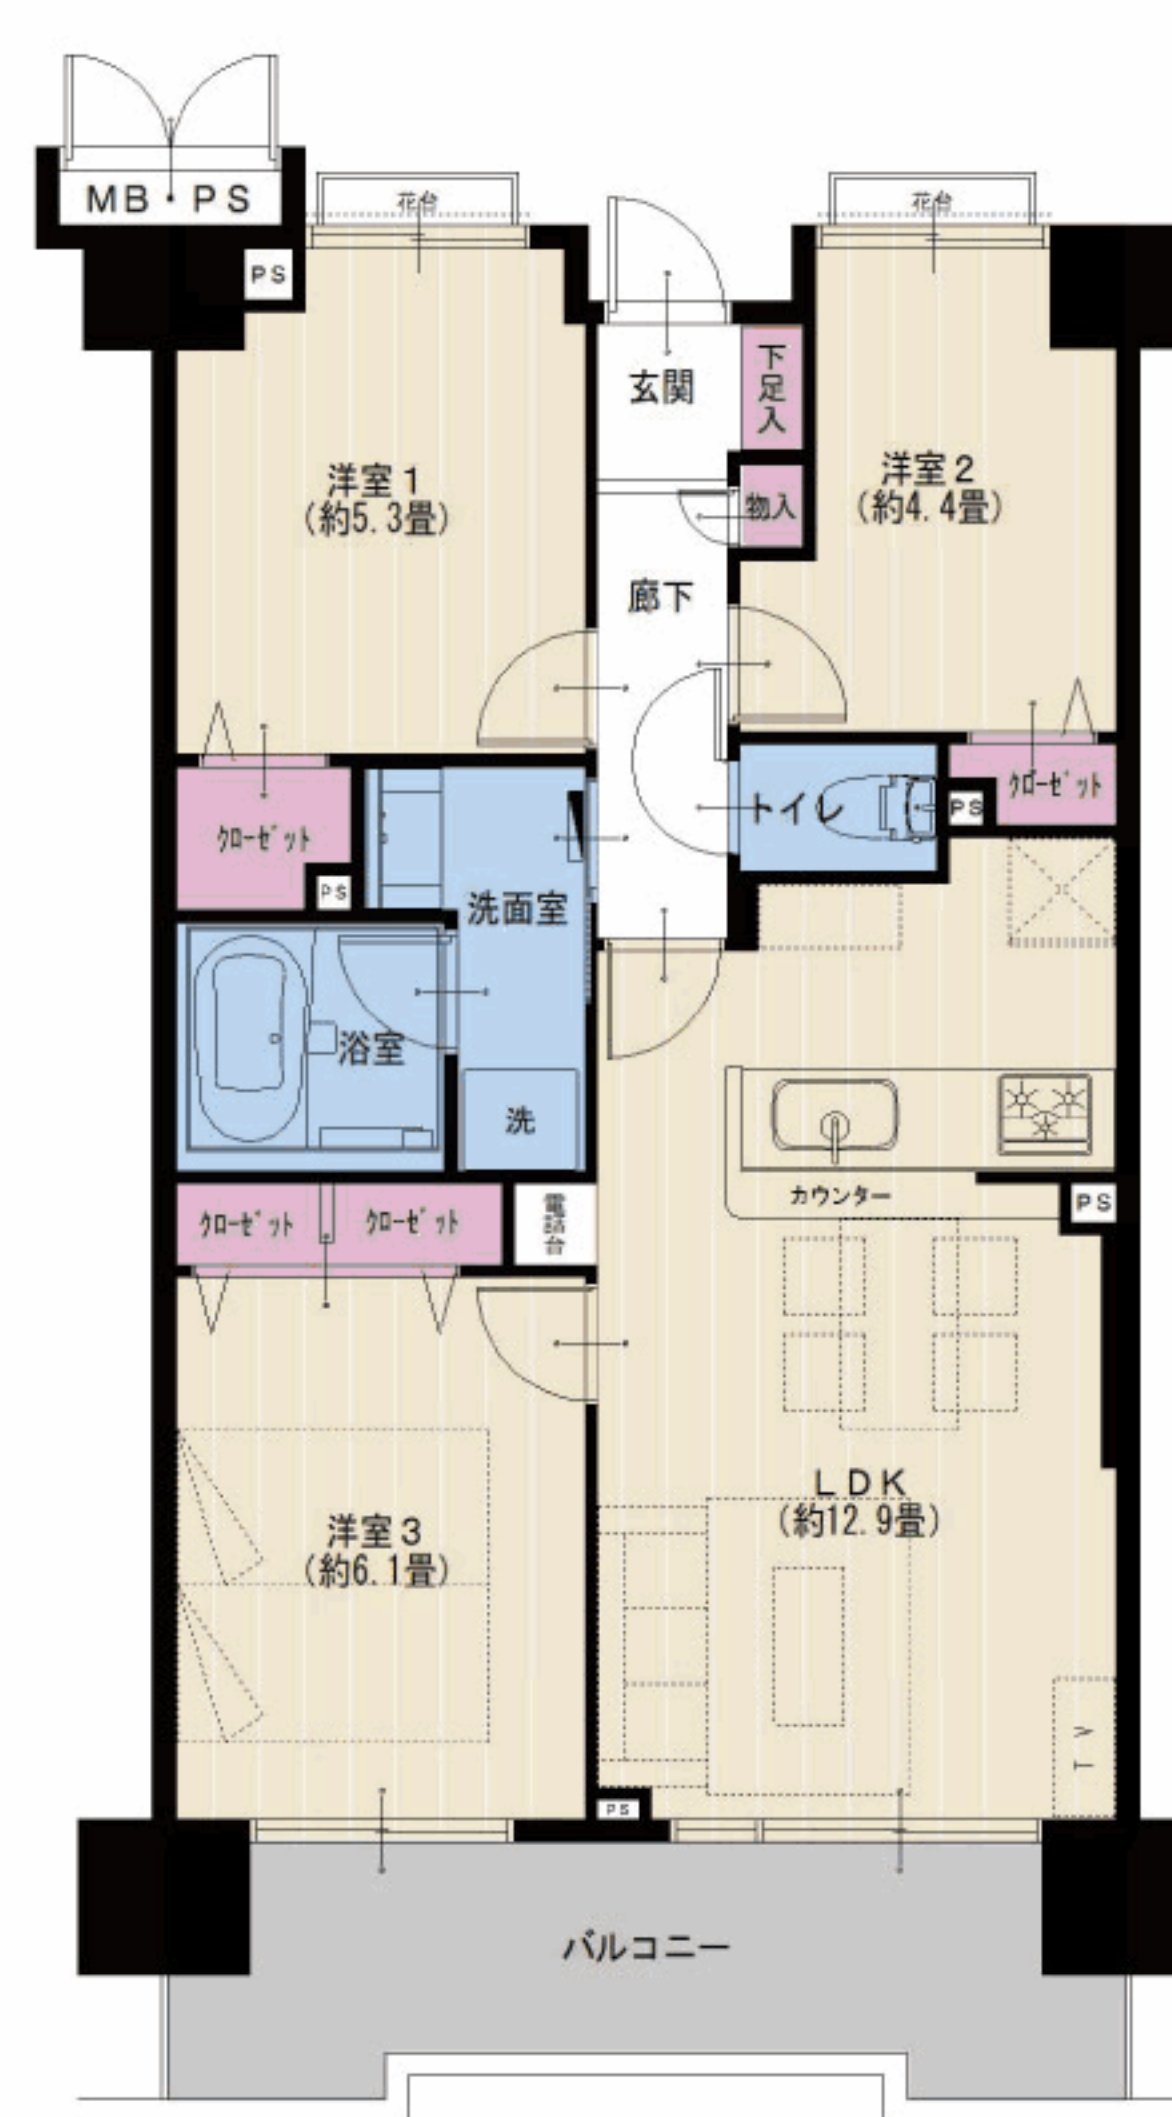 MB・PS
花台
花台
PS
玄関
下足入
洋室1
(約5.3畳)
洋室2
(約4.4畳)
物入
廊下
クローゼット
トイレ
PS
クローゼット
PS
洗面室
浴室
洗
カウンター
PS
クローゼット
クローゼット
電話台
LDK
(約12.9畳)
洋室3
(約6.1畳)
TV
PS
バルコニー